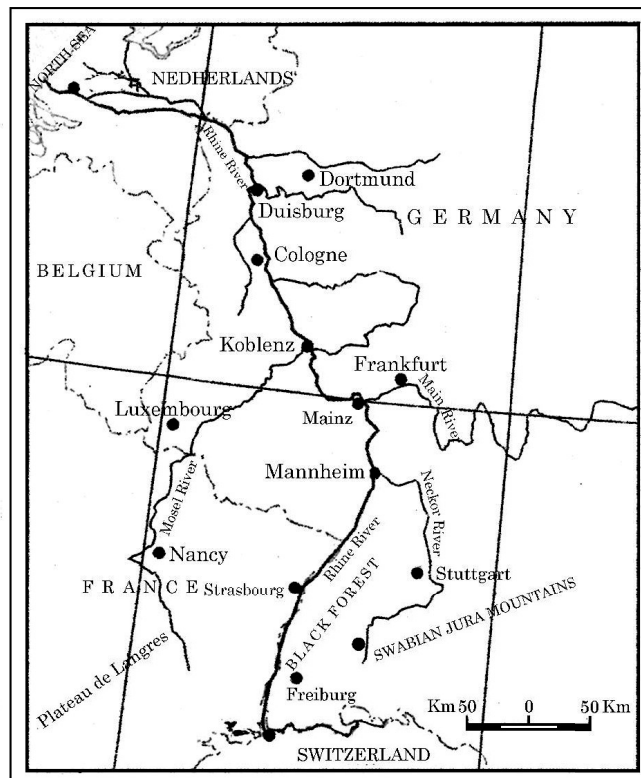 NORTH SEA
NEDHERLANDS
Rhine River
Dortmund
Duisburg
GERMANY
Cologne
BELGIUM
Koblenz
Frankfurt
Main River
Luxembourg
Mainz
Mannheim
Mosel River
Neckor River
Nancy
Rhine River
Stuttgart
FRANCE
Strasbourg
BLACK FOREST
SWABIAN JURA MOUNTAINS
Plateau de Langres
Freiburg
Km 50 0 50 Km
SWITZERLAND